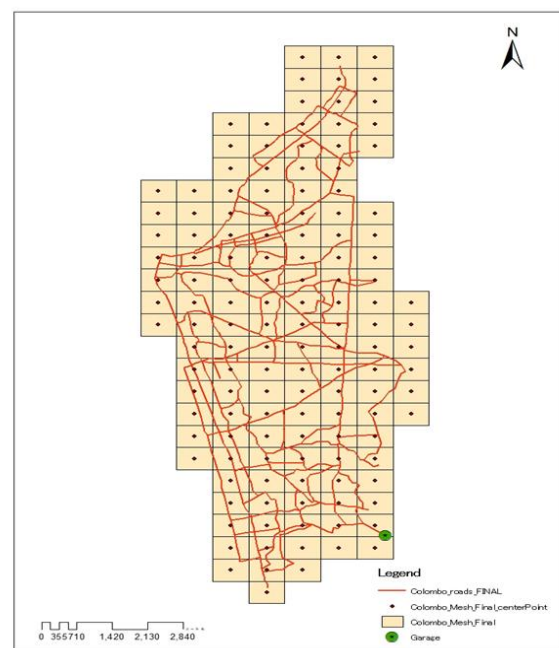 N
Legend
Colombo_roads_FINAL
Colombo_Mesh_Final_centerPoint
Colombo_Mesh_Final
Garage
0 355710 1,420 2,130 2,840